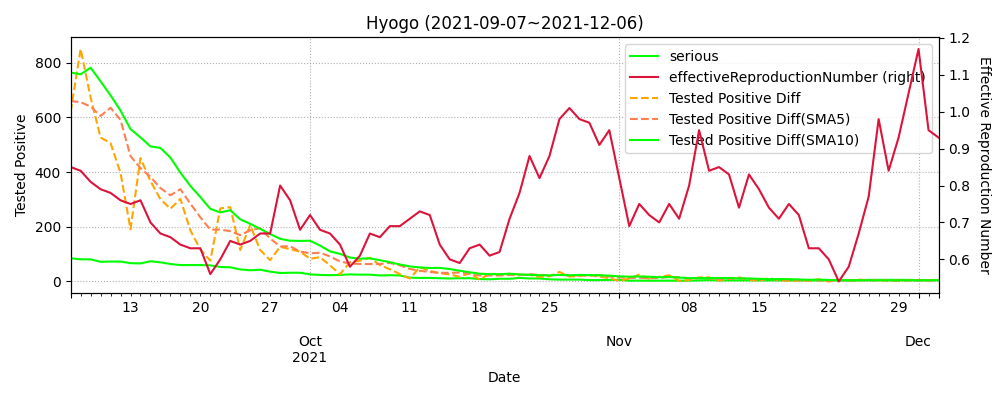 Hyogo (2021-09-07~2021-12-06)
Tested Positive
800
600
400
200
0
1.2
1.1
1.0
0.9
0.8
0.7
0.6
Effective Reproduction Number
serious
effectiveReproductionNumber (right)
Tested Positive Diff
Tested Positive Diff(SMA5)
Tested Positive Diff(SMA10)
13 20 27 04 11 18 25 08 15 22 29
Oct Nov Dec
2021
Date